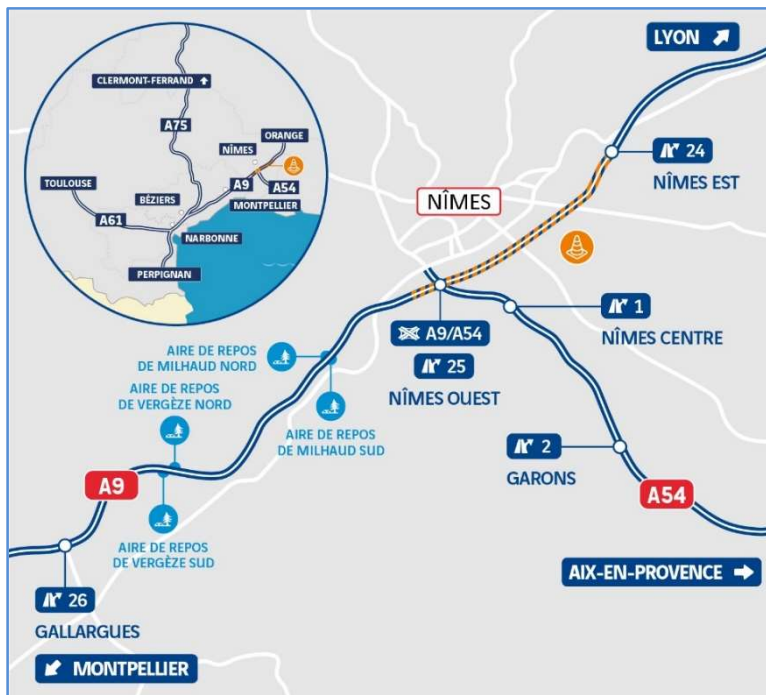 LYON
CLERMONT-FERRAND
A75
ORANGE
NÎMES
A9
A54
TOULOUSE
BÉZIERS
MONTPELLIER
A61
NARBONNE
PERPIGNAN
24
NÎMES EST
NÎMES
1
NÎMES CENTRE
A9/A54
25
NÎMES OUEST
AIRE DE REPOS
DE MILHAUD NORD
AIRE DE REPOS
DE VERGÈZE NORD
AIRE DE REPOS
DE MILHAUD SUD
2
GARONS
A9
A54
AIRE DE REPOS
DE VERGÈZE SUD
AIX-EN-PROVENCE
26
GALLARGUES
MONTPELLIER